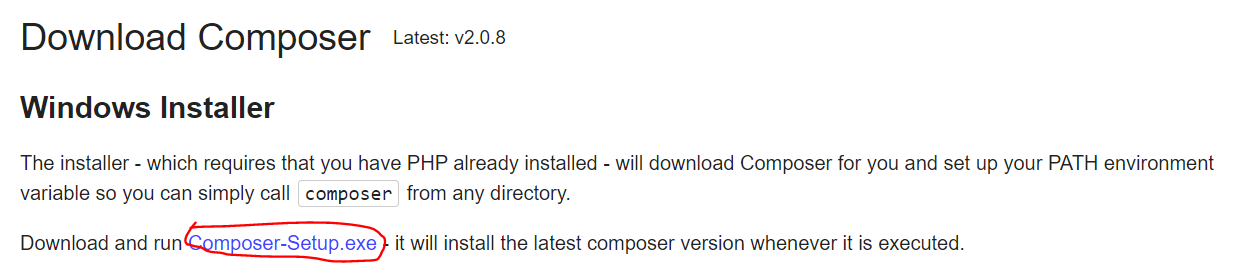 Download Composer Latest: v2.0.8
Windows Installer
The installer - which requires that you have PHP already installed - will download Composer for you and set up your PATH environment
variable so you can simply call composer from any directory.
Download and run Composer-Setup.exe - it will install the latest composer version whenever it is executed.